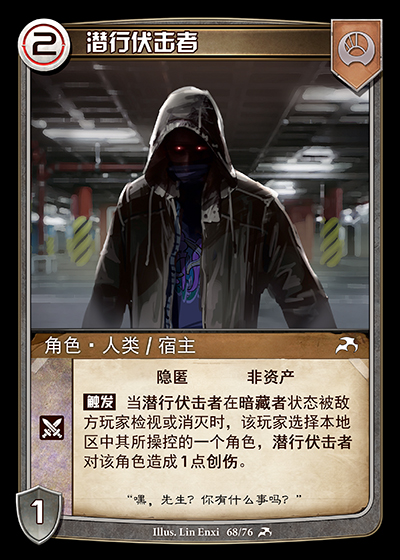 2 潜行伏击者
角色·人类 / 宿主
隐匿 非资产
触发 当潜行伏击者在暗藏者状态被敌
方玩家检视或消灭时，该玩家选择本地
区中其所操控的一个角色，潜行伏击者
对该角色造成1点创伤。
“嘿，先生？你有什么事吗？”
1
Illus. Lin Enxi 68/76